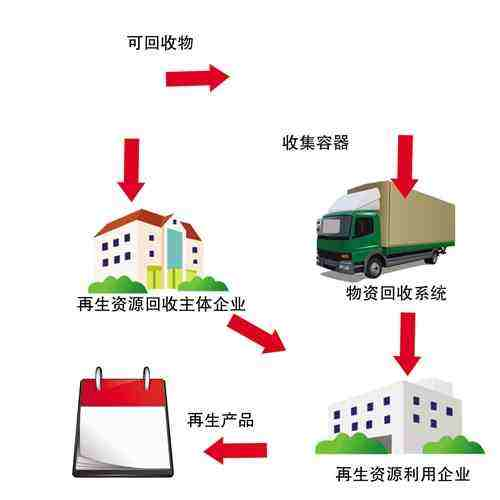 可回收物
收集容器
再生资源回收主体企业
物资回收系统
再生产品
再生资源利用企业